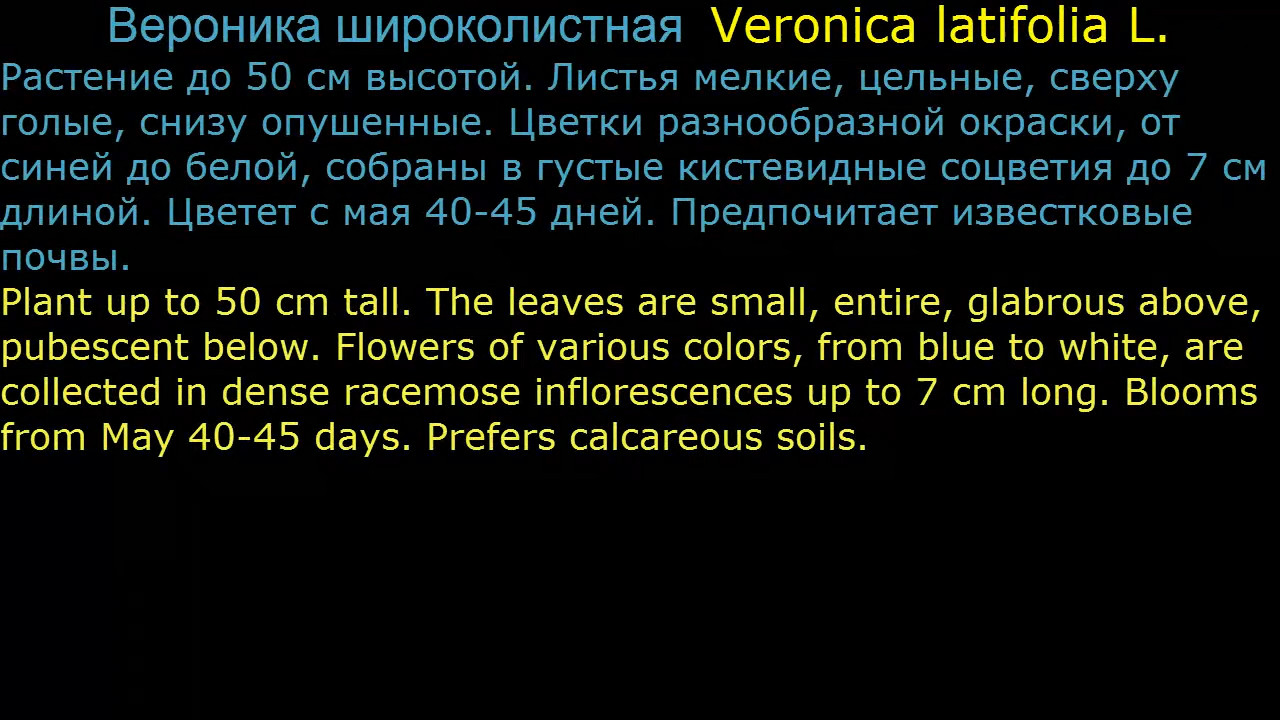 Вероника широколистная Veronica latifolia L.
Растение до 50 см высотой. Листья мелкие, цельные, сверху
голые, снизу опушенные. Цветки разнообразной окраски, от
синей до белой, собраны в густые кистевидные соцветия до 7 см
длиной. Цветет с мая 40-45 дней. Предпочитает известковые
почвы.
Plant up to 50 cm tall. The leaves are small, entire, glabrous above,
pubescent below. Flowers of various colors, from blue to white, are
collected in dense racemose inflorescences up to 7 cm long. Blooms
from May 40-45 days. Prefers calcareous soils.